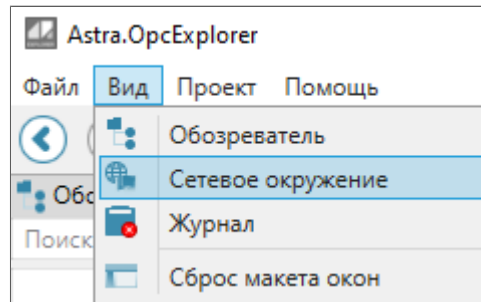 Astra.OpcExplorer
Файл Вид Проект Помощь
Обозреватель
Сетевое окружение
Журнал
Поиск
Сброс макета окон